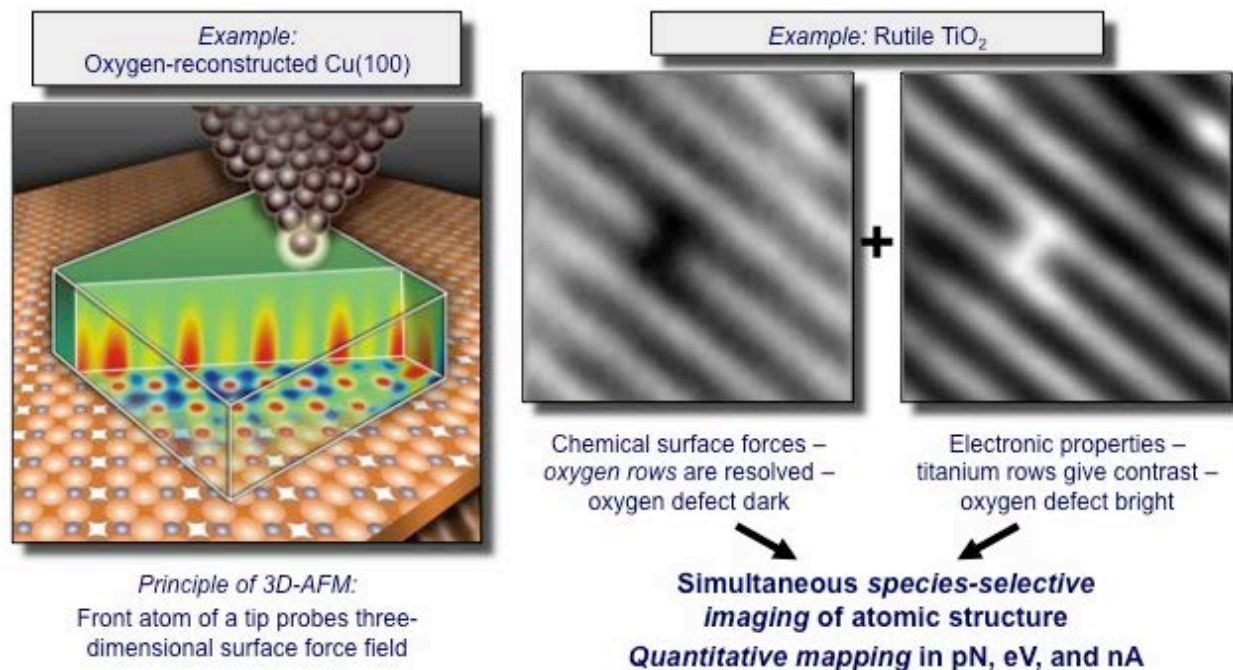 Example:
Oxygen-reconstructed Cu(100)
Principle of 3D-AFM:
Front atom of a tip probes three-
dimensional surface force field
Example: Rutile TiO₂
+
Chemical surface forces –
oxygen rows are resolved –
oxygen defect dark
Electronic properties –
titanium rows give contrast –
oxygen defect bright
Simultaneous species-selective
imaging of atomic structure
Quantitative mapping in pN, eV, and nA